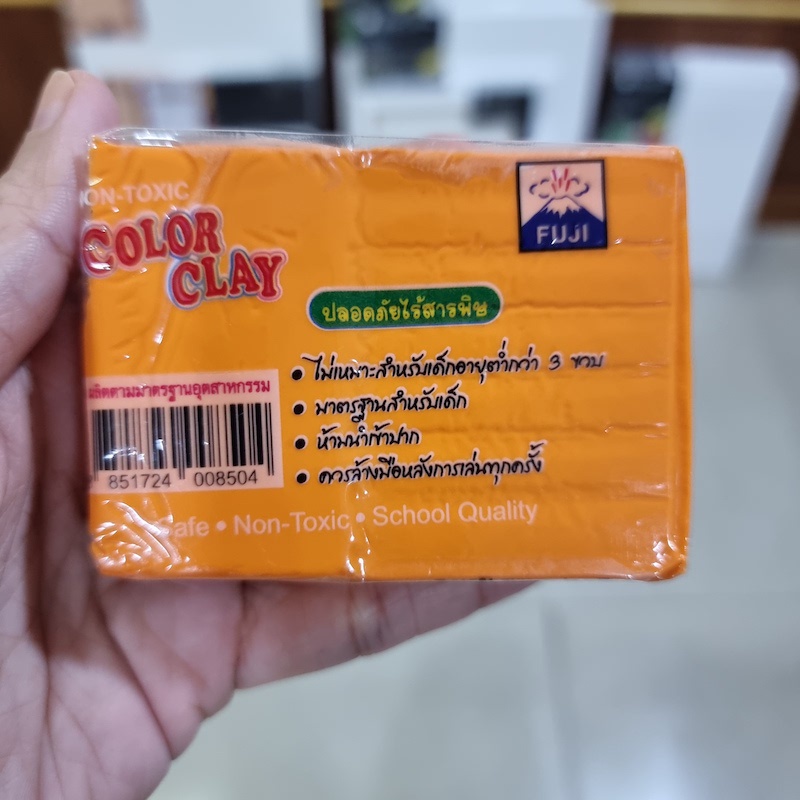 NON-TOXIC
COLOR
CLAY
FUJI
ปลอดภัยไร้สารพิษ
• ไม่เหมาะสำหรับเด็กอายุต่ำกว่า 3 ขวบ
• มาตรฐานสำหรับเด็ก
• ห้ามนำเข้าปาก
• ควรล้างมือหลังการเล่นทุกครั้ง
ผลิตตามมาตรฐานอุตสาหกรรม
851724 008504
Safe • Non-Toxic • School Quality